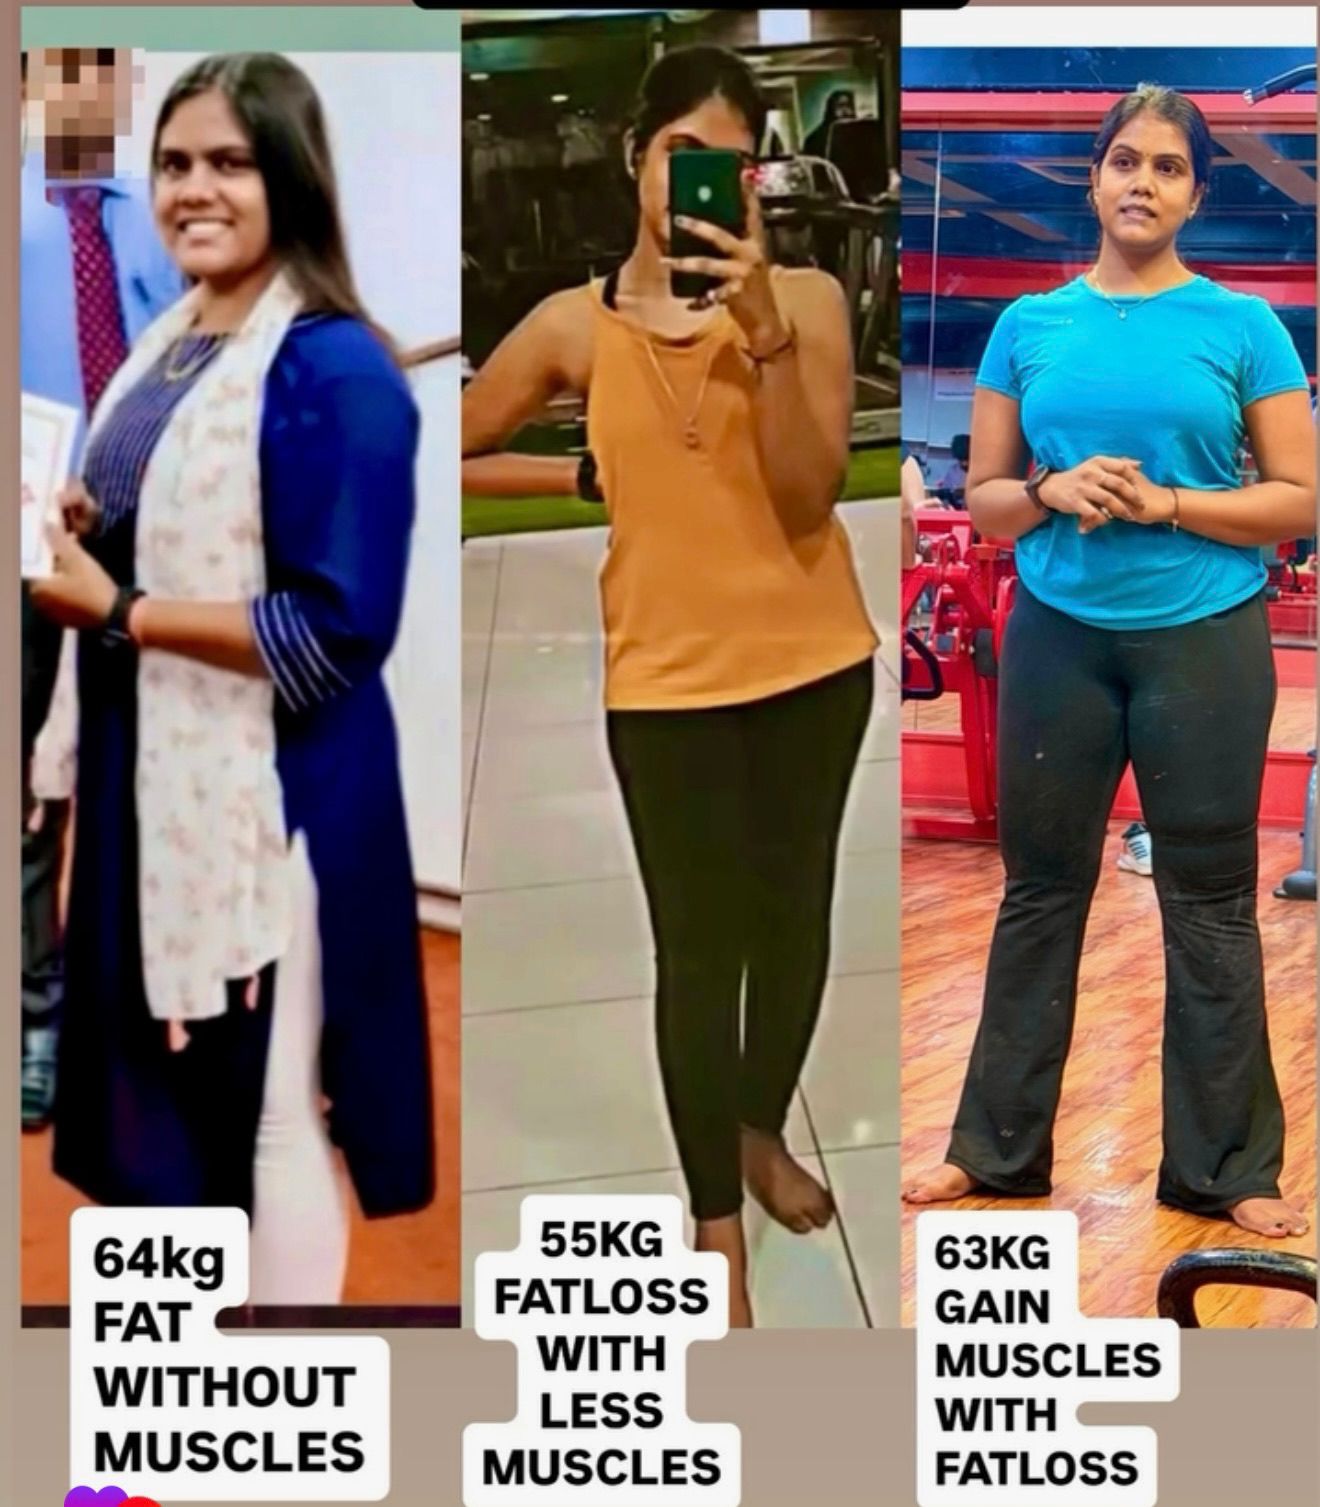 64kg
FAT
WITHOUT
MUSCLES
55KG
FATLOSS
WITH
LESS
MUSCLES
63KG
GAIN
MUSCLES
WITH
FATLOSS